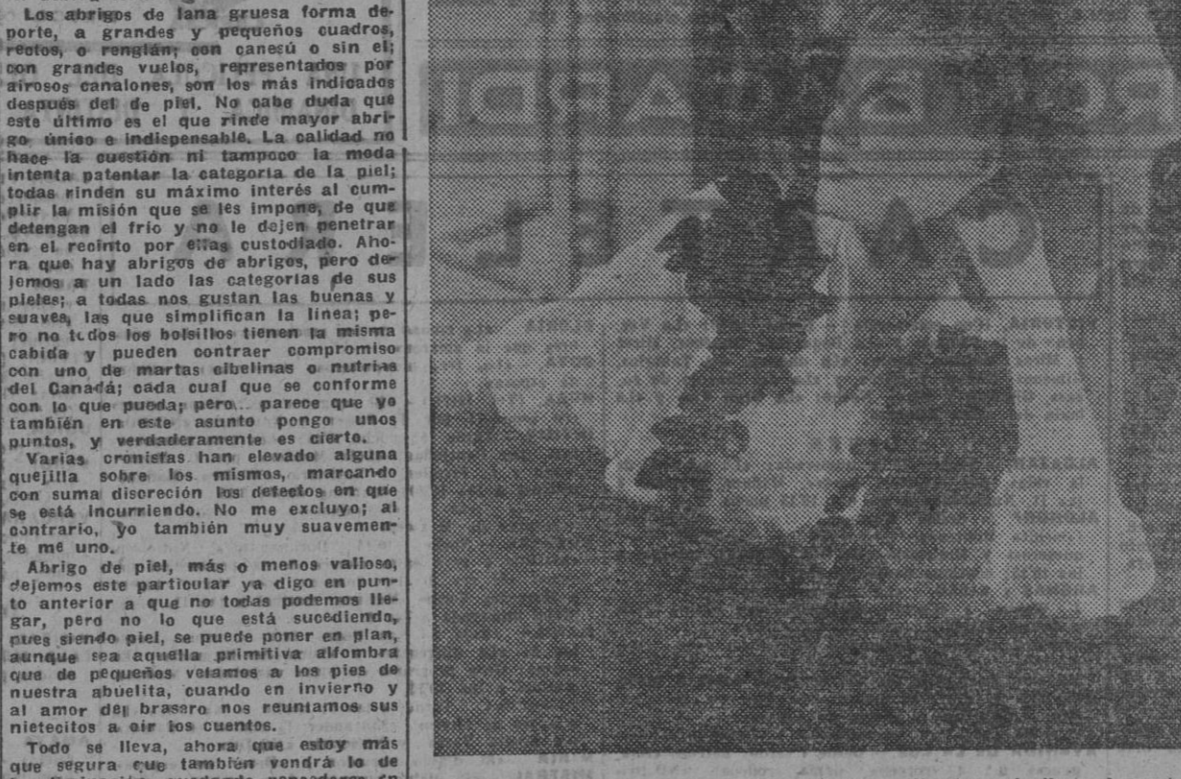 Los abrigos de lana gruesa forma de-
porte, a grandes y pequeños cuadros,
rectos, o renglán; con canesú o sin el;
con grandes vuelos, representados por
airosos canalones, son los más indicados
después del de piel. No cabe duda que
este último es el que rinde mayor abri-
go único e indispensable. La calidad no
hace la cuestión ni tampoco la moda
intenta patentar la categoría de la piel;
todas rinden su máximo interés al cum-
plir la misión que se les impone, de que
detengan el frío y no le dejen penetrar
en el recinto por ellas custodiado. Aho-
ra que hay abrigos de abrigos, pero de-
jemos a un lado las categorías de sus
pieles; a todas nos gustan las buenas y
suaves, las que simplifican la línea; pe-
ro no todos los bolsillos tienen la misma
cabida y pueden contraer compromiso
con uno de martas cibelinas o nutrias
del Canadá; cada cual que se conforme
con lo que pueda; pero... parece que yo
también en este asunto pongo unos
puntos, y verdaderamente es cierto.
Varias cronistas han elevado alguna
quejilla sobre los mismos, marcando
con suma discreción los defectos en que
se está incurriendo. No me excluyo; al
contrario, yo también muy suavemen-
te me uno.
Abrigo de piel, más o menos valioso,
dejemos este particular ya digo en pun-
to anterior a que no todas podemos lle-
gar, pero no lo que está sucediendo,
pues siendo piel, se puede poner en plan,
aunque sea aquella primitiva alfombra
que de pequeños veíamos a los pies de
nuestra abuelita, cuando en invierno y
al amor del brasero nos reuníamos sus
nietecitos a oir los cuentos.
Todo se lleva, ahora que estoy más
que segura que también vendrá lo de